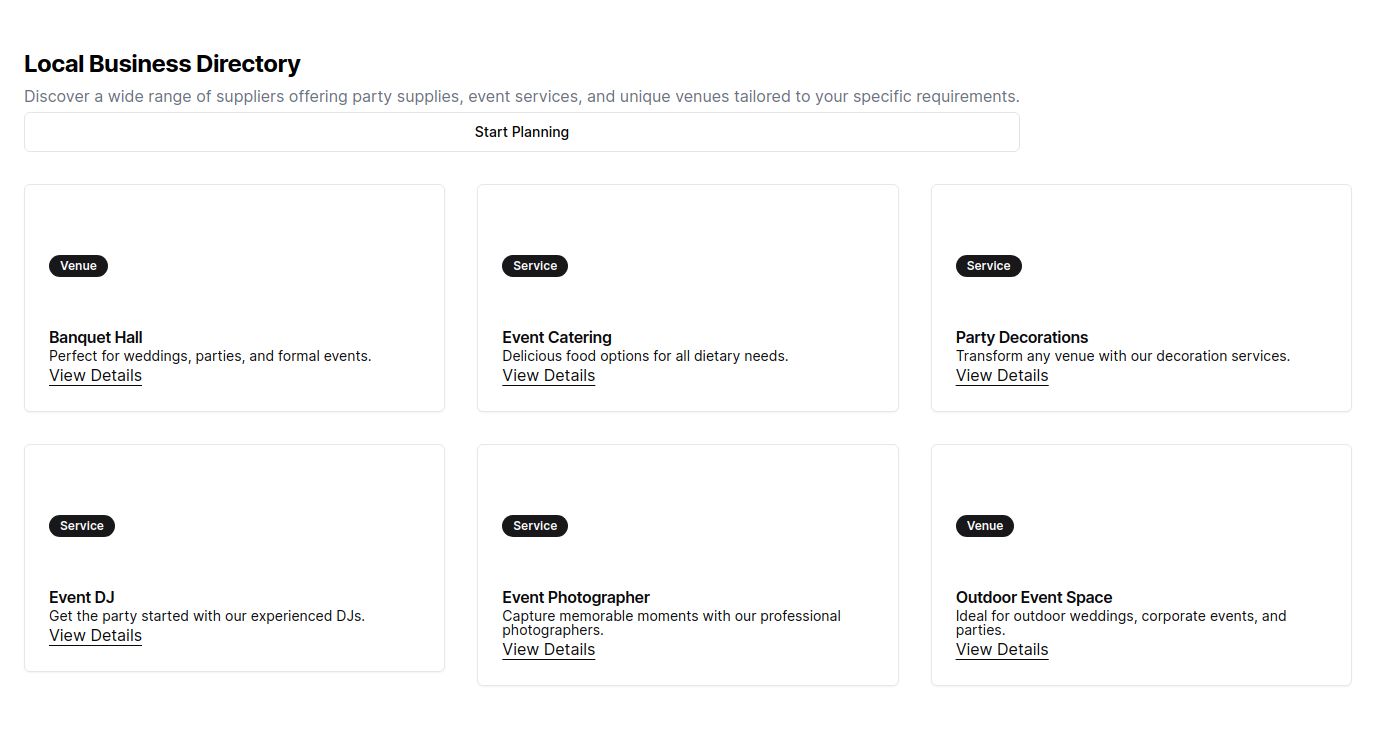 Local Business Directory
Discover a wide range of suppliers offering party supplies, event services, and unique venues tailored to your specific requirements.
Start Planning
Venue
Banquet Hall
Perfect for weddings, parties, and formal events.
View Details
Service
Event Catering
Delicious food options for all dietary needs.
View Details
Service
Party Decorations
Transform any venue with our decoration services.
View Details
Service
Event DJ
Get the party started with our experienced DJs.
View Details
Service
Event Photographer
Capture memorable moments with our professional
photographers.
View Details
Venue
Outdoor Event Space
Ideal for outdoor weddings, corporate events, and
parties.
View Details